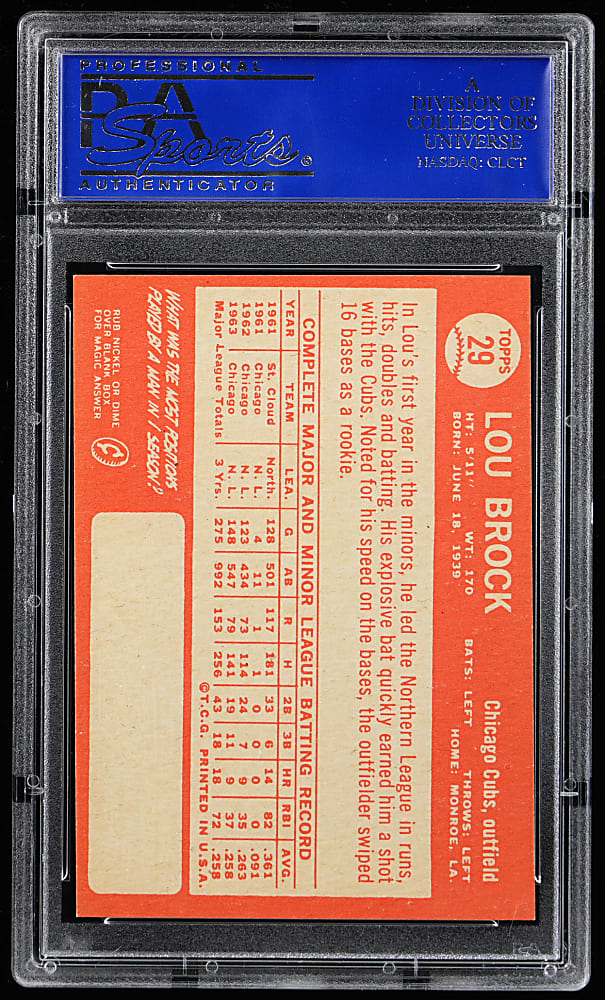 PROFESSIONAL
PSA
Sports®
AUTHENTICATOR
A
DIVISION OF
COLLECTORS
UNIVERSE
NASDAQ: CLCT
TOPPS
29
LOU BROCK
Chicago Cubs, outfield
HT: 5'11" WT: 170 BATS: LEFT THROWS: LEFT
BORN: JUNE 18, 1939 HOME: MONROE, LA.
In Lou's first year in the minors, he led the Northern League in runs,
hits, doubles and batting. His explosive bat quickly earned him a shot
with the Cubs. Noted for his speed on the bases, the outfielder swiped
16 bases as a rookie.
COMPLETE MAJOR AND MINOR LEAGUE BATTING RECORD
YEAR TEAM LEA. G AB R H 2B 3B HR RBI AVG.
1961 St. Cloud North. 128 501 117 181 33 6 14 82 .361
1961 Chicago N. L. 4 11 1 1 0 0 0 0 .091
1962 Chicago N. L. 123 434 73 114 24 7 9 35 .263
1963 Chicago N. L. 148 547 79 141 19 11 9 37 .258
Major League Totals 3 Yrs. 275 992 153 256 43 18 18 72 .258
©T.C.G. PRINTED IN U.S.A.
WHAT WAS THE MOST POSITIONS
PLAYED BY A MAN IN 1 SEASON?
RUB NICKEL OR DIME
OVER BLANK BOX
FOR MAGIC ANSWER